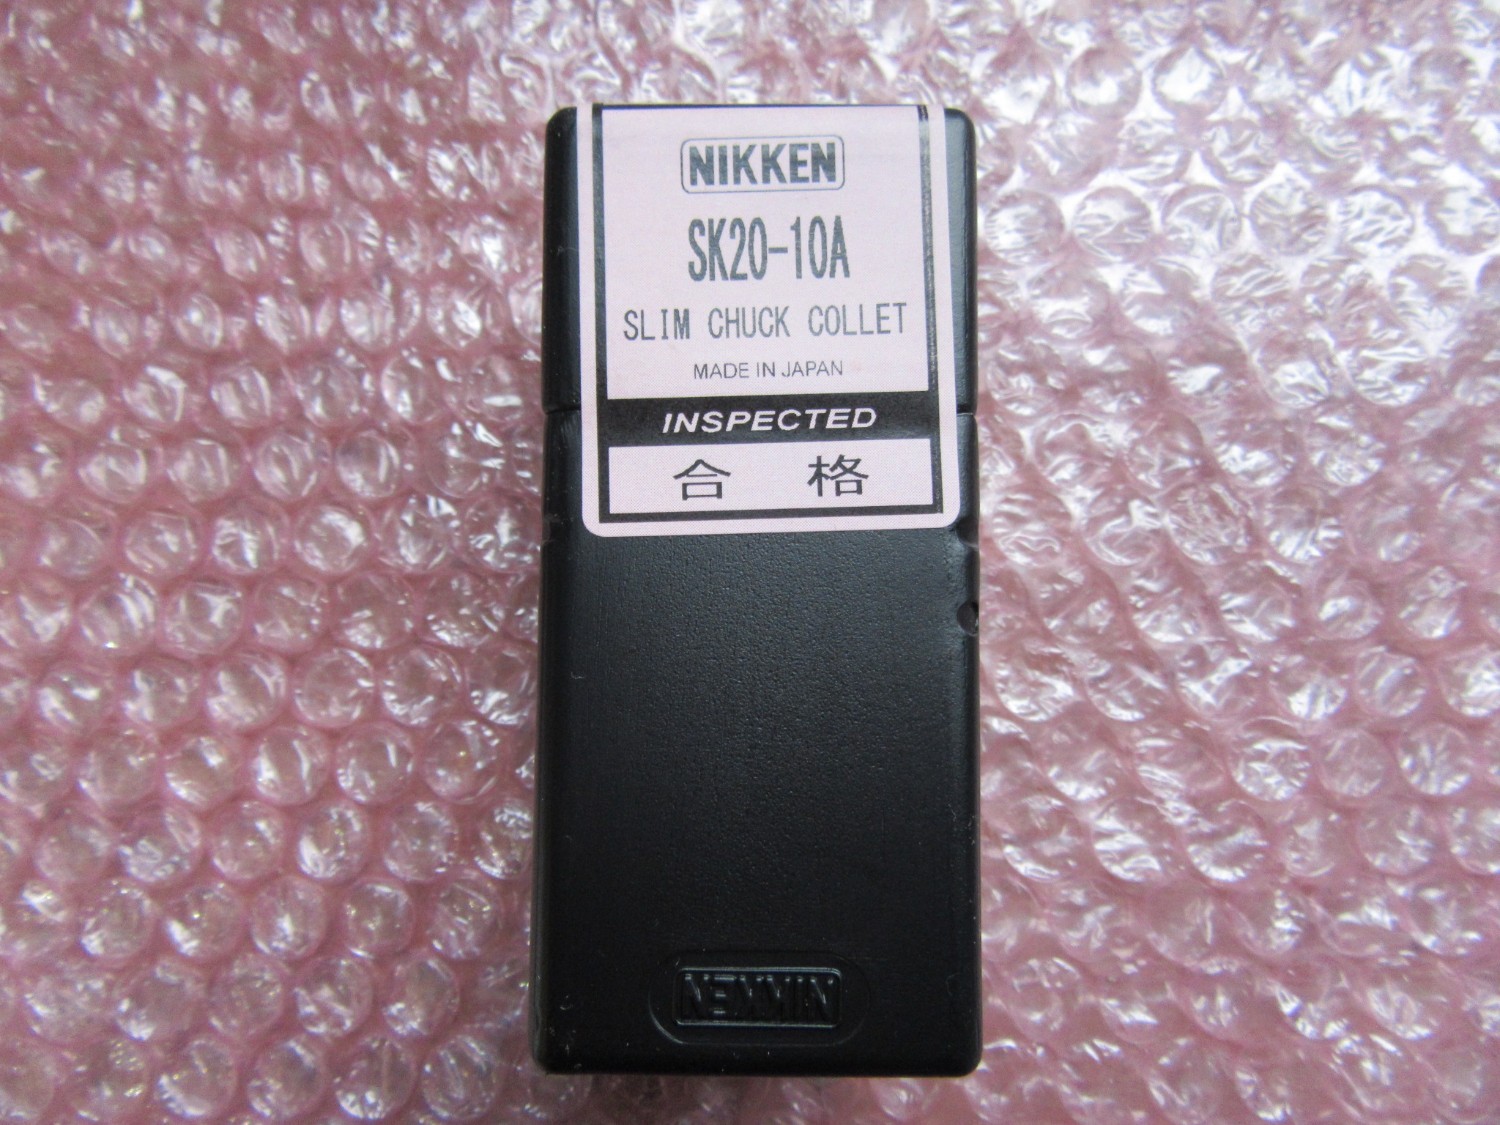 NIKKEN
SK20-10A
SLIM CHUCK COLLET
MADE IN JAPAN
INSPECTED
合格
NIKKEN